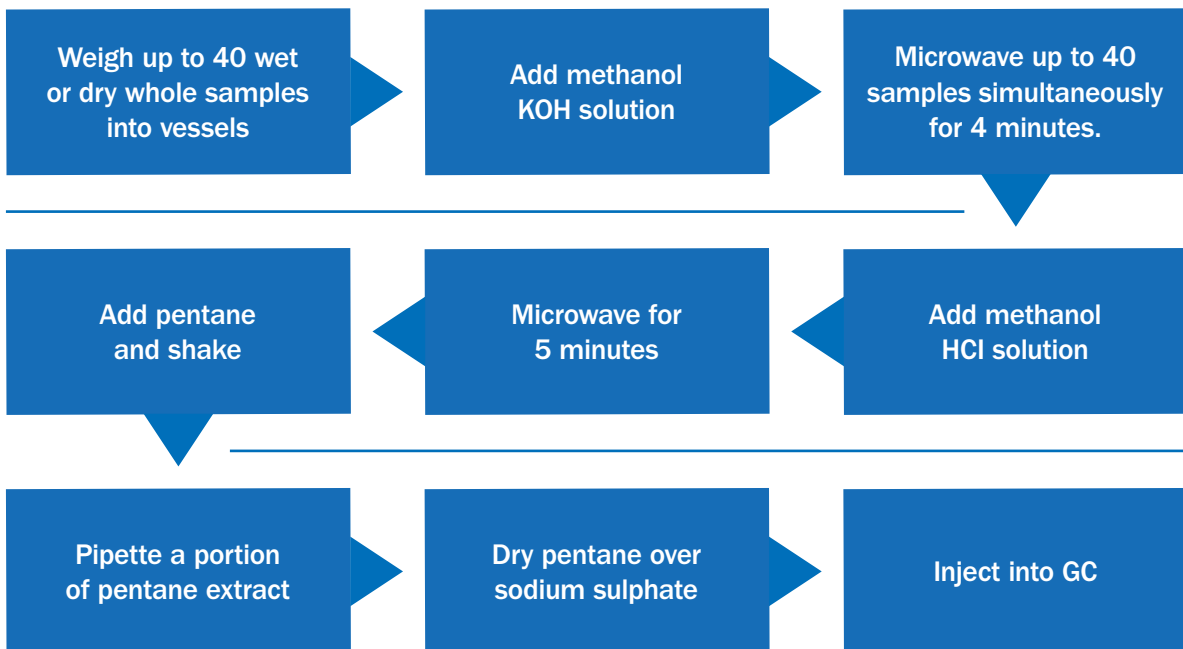 Weigh up to 40 wet
or dry whole samples
into vessels
Add methanol
KOH solution
Microwave up to 40
samples simultaneously
for 4 minutes.
Add methanol
HCl solution
Microwave for
5 minutes
Add pentane
and shake
Pipette a portion
of pentane extract
Dry pentane over
sodium sulphate
Inject into GC